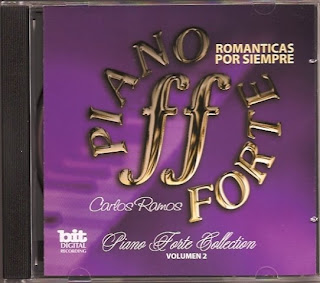 ROMANTICAS
POR SIEMPRE
PIANO
ff
FORTE
Carlos Ramos
bit
DIGITAL
RECORDING
Piano Forte Collection
VOLUMEN 2